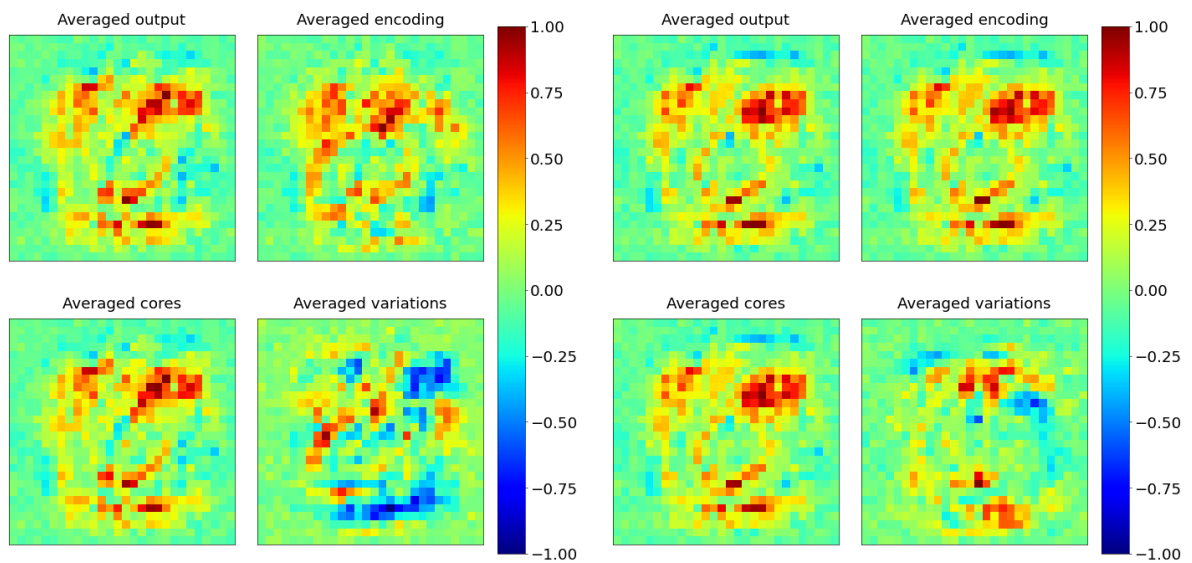 Averaged output
Averaged encoding
Averaged output
Averaged encoding
1.00
0.75
0.50
0.25
0.00
−0.25
−0.50
−0.75
−1.00
1.00
0.75
0.50
0.25
0.00
−0.25
−0.50
−0.75
−1.00
Averaged cores
Averaged variations
Averaged cores
Averaged variations